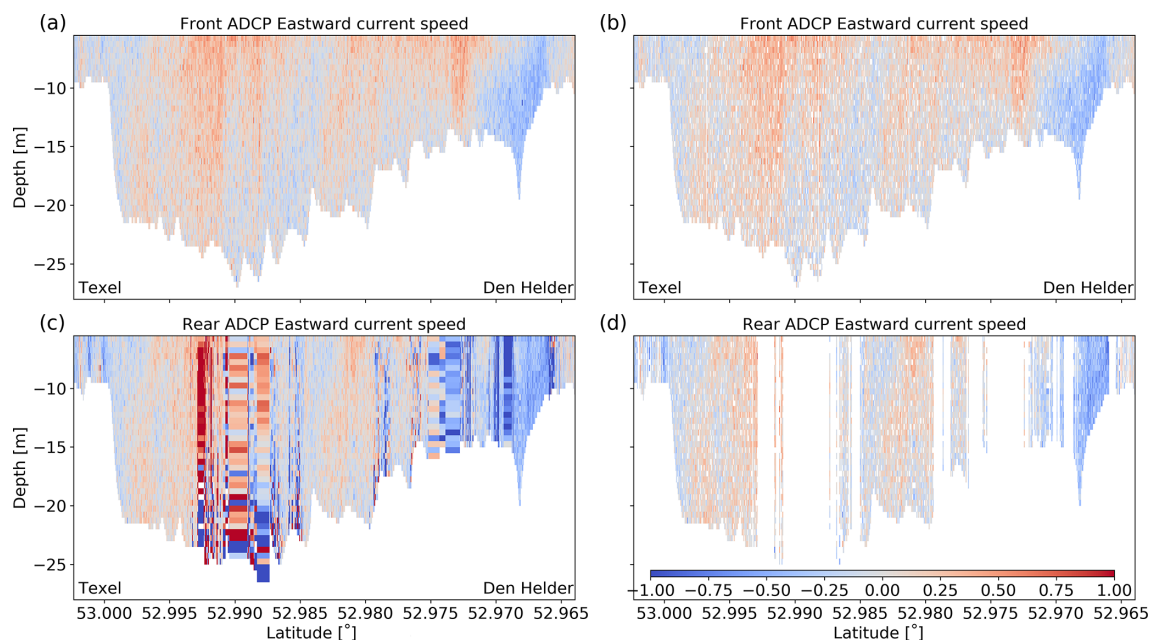 (a) Front ADCP Eastward current speed
(b) Front ADCP Eastward current speed
−10
−15
−20
−25
Depth [m]
Texel Den Helder
Texel Den Helder
(c) Rear ADCP Eastward current speed
(d) Rear ADCP Eastward current speed
−10
−15
−20
−25
Depth [m]
Texel Den Helder
−1.00 −0.75 −0.50 −0.25 0.00 0.25 0.50 0.75 1.00
53.000 52.995 52.990 52.985 52.980 52.975 52.970 52.965
Latitude [˚]
53.000 52.995 52.990 52.985 52.980 52.975 52.970 52.965
Latitude [˚]